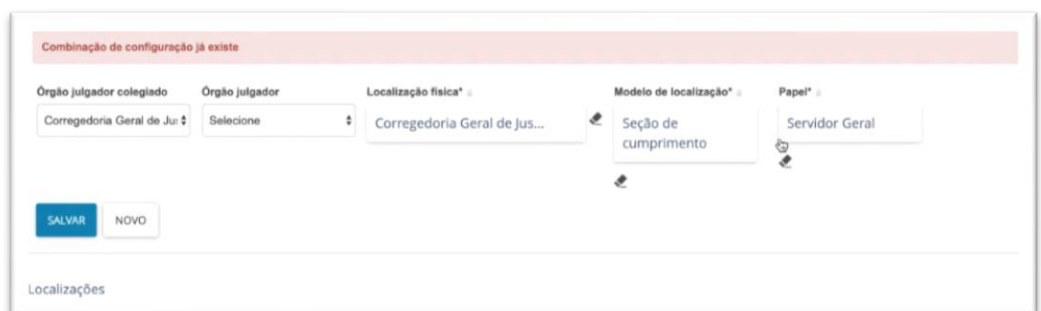 Combinação de configuração já existe
Órgão julgador colegiado Órgão julgador Localização física* Modelo de localização* Papel*
Corregedoria Geral de Jus Selecione Corregedoria Geral de Jus... Seção de cumprimento Servidor Geral
SALVAR NOVO
Localizações